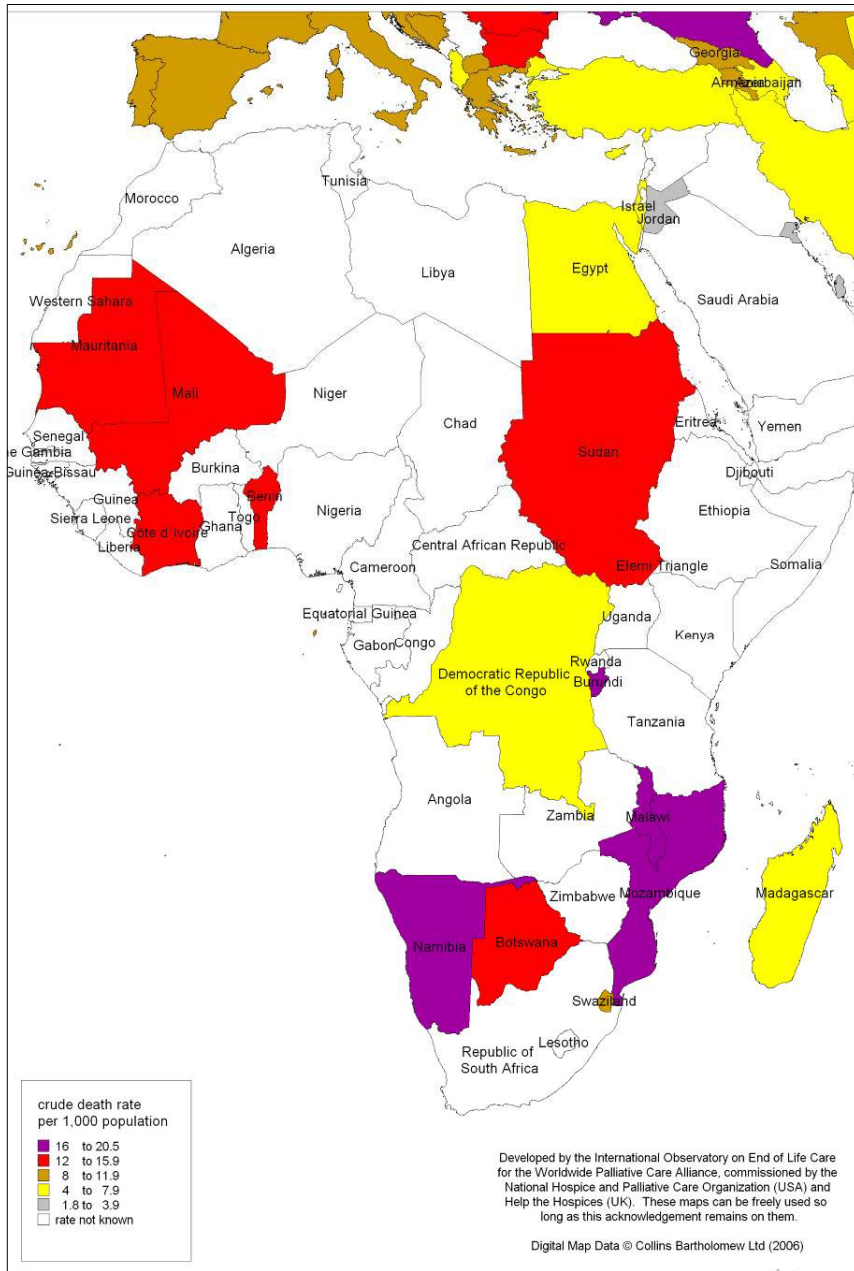 Georgia
Armenia
Azerbaijan
Tunisia
Morocco
Israel
Jordan
Algeria
Libya
Egypt
Western Sahara
Saudi Arabia
Mauritania
Mali
Niger
Chad
Sudan
Eritrea
Yemen
Senegal
ne Gambia
Guinea-Bissau
Burkina
Djibouti
Guinea
Benin
Nigeria
Ethiopia
Sierra Leone
Côte d'Ivoire
Ghana
Togo
Liberia
Central African Republic
Cameroon
Elemi Triangle
Somalia
Equatorial Guinea
Uganda
Gabon
Congo
Kenya
Rwanda
Democratic Republic
of the Congo
Burundi
Tanzania
Angola
Zambia
Malawi
Zimbabwe
Mozambique
Madagascar
Namibia
Botswana
Swaziland
Lesotho
Republic of
South Africa
crude death rate
per 1,000 population
16 to 20.5
12 to 15.9
8 to 11.9
4 to 7.9
1.8 to 3.9
rate not known
Developed by the International Observatory on End of Life Care
for the Worldwide Palliative Care Alliance, commissioned by the
National Hospice and Palliative Care Organization (USA) and
Help the Hospices (UK). These maps can be freely used so
long as this acknowledgement remains on them.
Digital Map Data © Collins Bartholomew Ltd (2006)